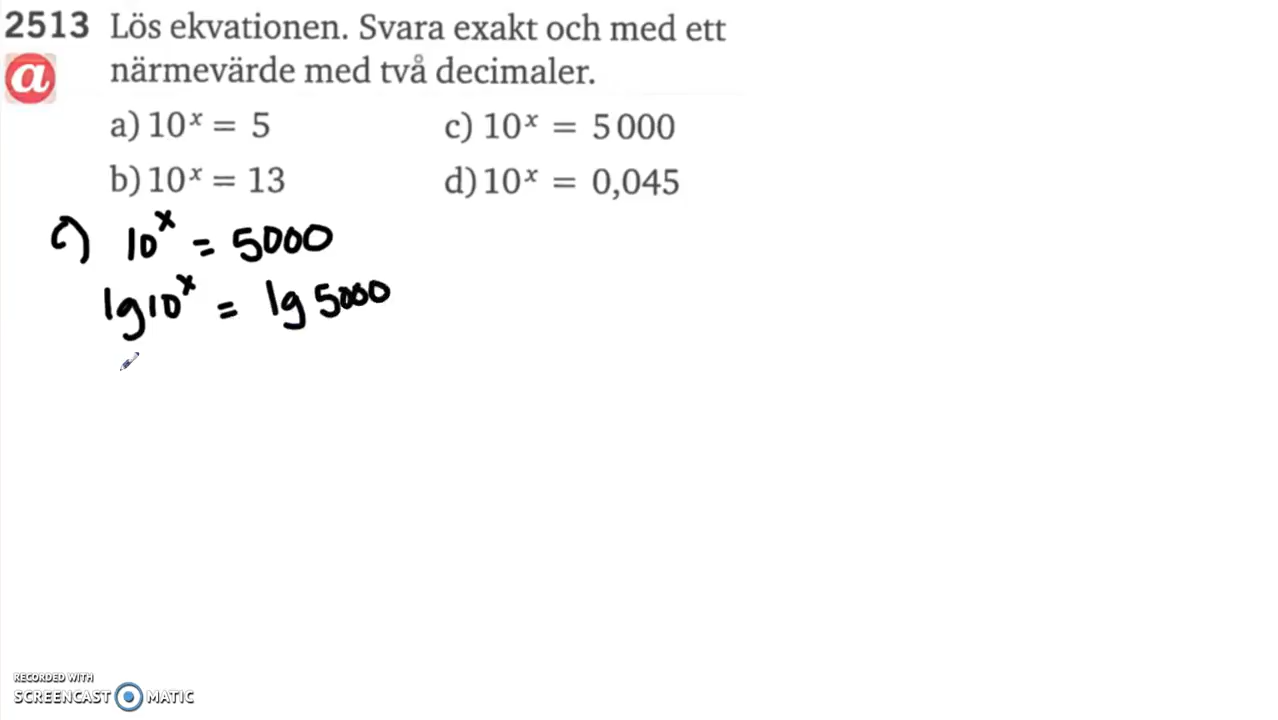 2513 Lös ekvationen. Svara exakt och med ett
a närmevärde med två decimaler.
a) 10ˣ = 5 c) 10ˣ = 5 000
b) 10ˣ = 13 d) 10ˣ = 0,045
c) 10ˣ = 5000
lg10ˣ = lg 5000
RECORDED WITH
SCREENCAST MATIC